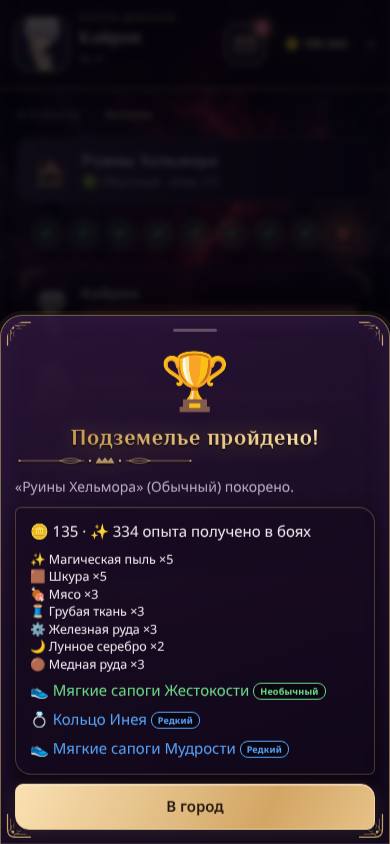 Руины Хельмора
Подземелье пройдено!
«Руины Хельмора» (Обычный) покорено.
135 · ✨ 334 опыта получено в боях
Магическая пыль ×5
Шкура ×5
Мясо ×3
Грубая ткань ×3
Железная руда ×3
Лунное серебро ×2
Медная руда ×3
Мягкие сапоги Жестокости Необычный
Кольцо Инея Редкий
Мягкие сапоги Мудрости Редкий
В город